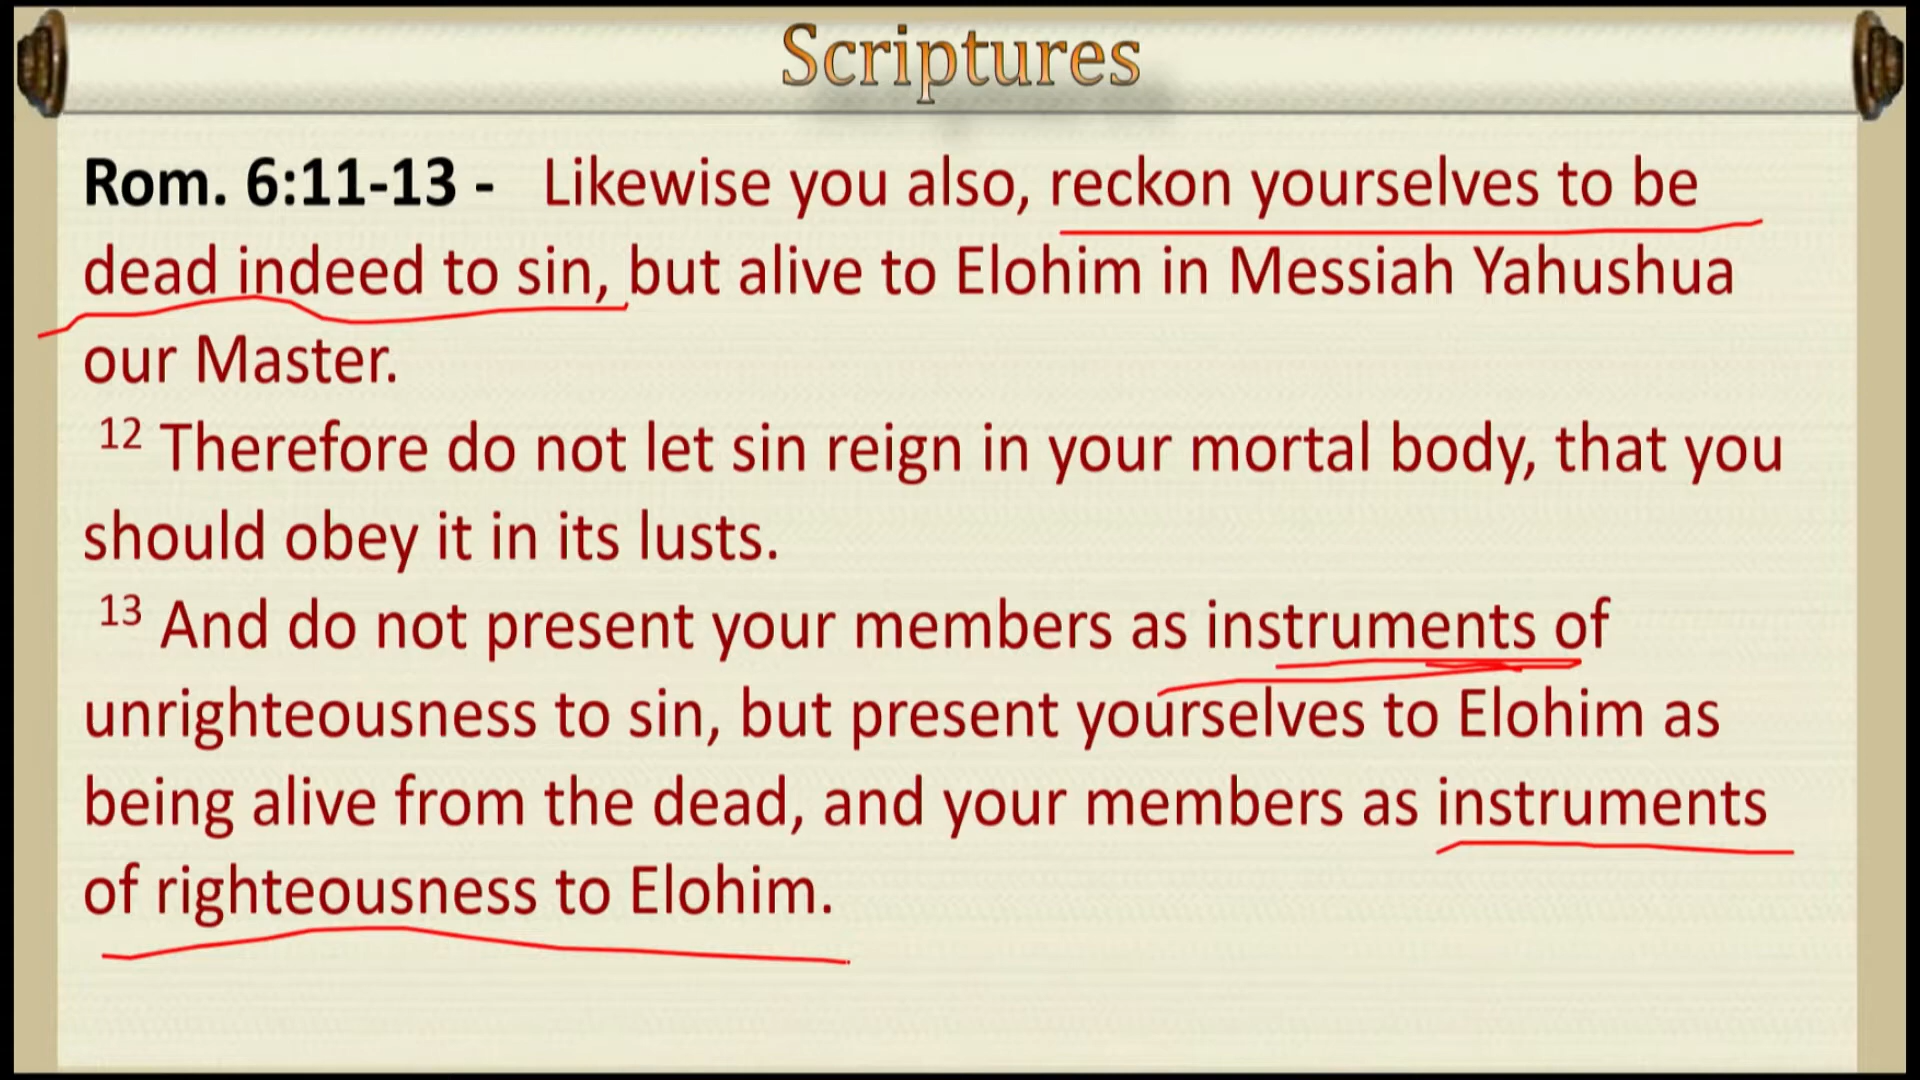 Scriptures
Rom. 6:11-13 - Likewise you also, reckon yourselves to be
dead indeed to sin, but alive to Elohim in Messiah Yahushua
our Master.
12 Therefore do not let sin reign in your mortal body, that you
should obey it in its lusts.
13 And do not present your members as instruments of
unrighteousness to sin, but present yourselves to Elohim as
being alive from the dead, and your members as instruments
of righteousness to Elohim.